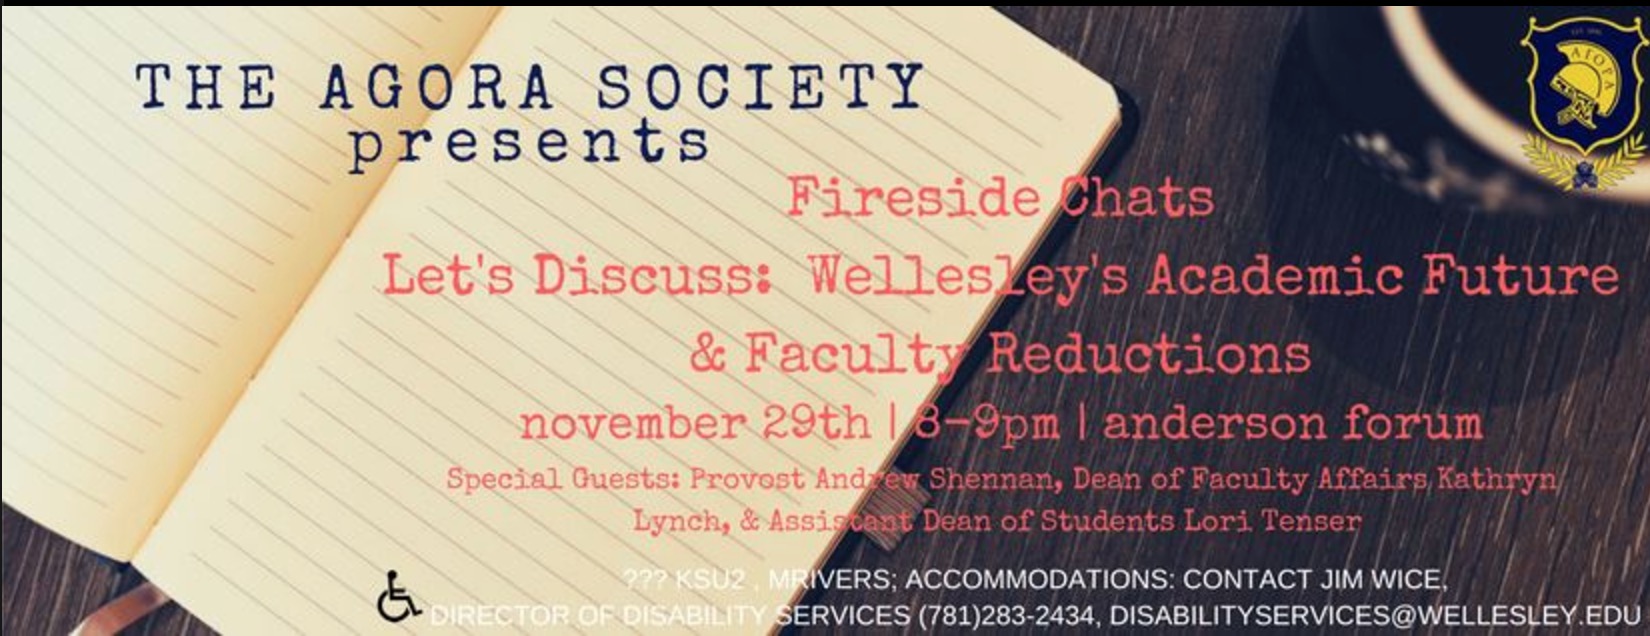 THE AGORA SOCIETY
presents
ΑΓΟΡΑ
Fireside Chats
Let's Discuss: Wellesley's Academic Future
& Faculty Reductions
november 29th | 8-9pm | anderson forum
Special Guests: Provost Andrew Shennan, Dean of Faculty Affairs Kathryn
Lynch, & Assistant Dean of Students Lori Tenser
??? KSU2 , MRIVERS; ACCOMMODATIONS: CONTACT JIM WICE,
DIRECTOR OF DISABILITY SERVICES (781)283-2434, DISABILITYSERVICES@WELLESLEY.EDU